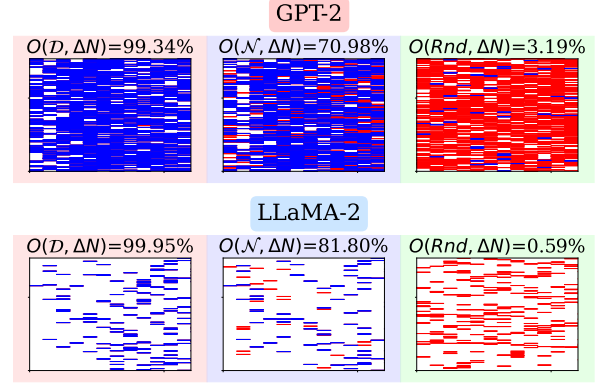 GPT-2
O(𝒟, ΔN)=99.34% O(𝒩, ΔN)=70.98% O(Rnd, ΔN)=3.19%
LLaMA-2
O(𝒟, ΔN)=99.95% O(𝒩, ΔN)=81.80% O(Rnd, ΔN)=0.59%